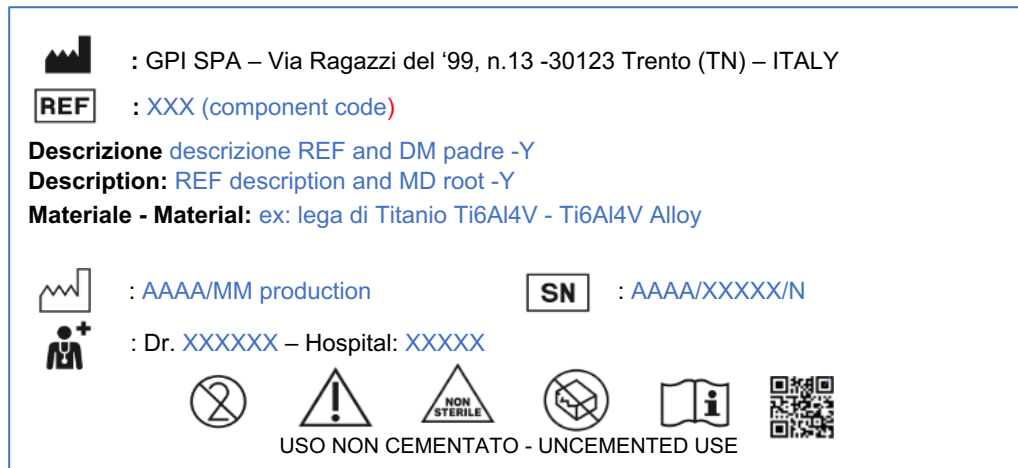 : GPI SPA – Via Ragazzi del ‘99, n.13 -30123 Trento (TN) – ITALY
REF : XXX (component code)
Descrizione descrizione REF and DM padre -Y
Description: REF description and MD root -Y
Materiale - Material: ex: lega di Titanio Ti6Al4V - Ti6Al4V Alloy
: AAAA/MM production SN : AAAA/XXXXX/N
: Dr. XXXXXX – Hospital: XXXXX
2 NON STERILE
USO NON CEMENTATO - UNCEMENTED USE